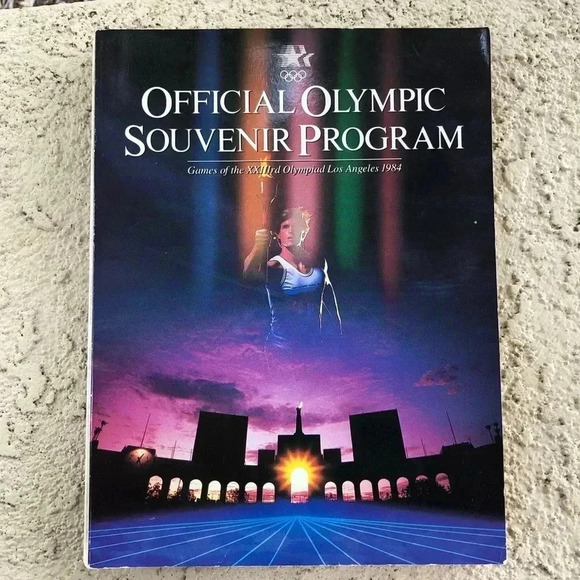 OFFICIAL OLYMPIC
SOUVENIR PROGRAM
Games of the XXIIIrd Olympiad Los Angeles 1984